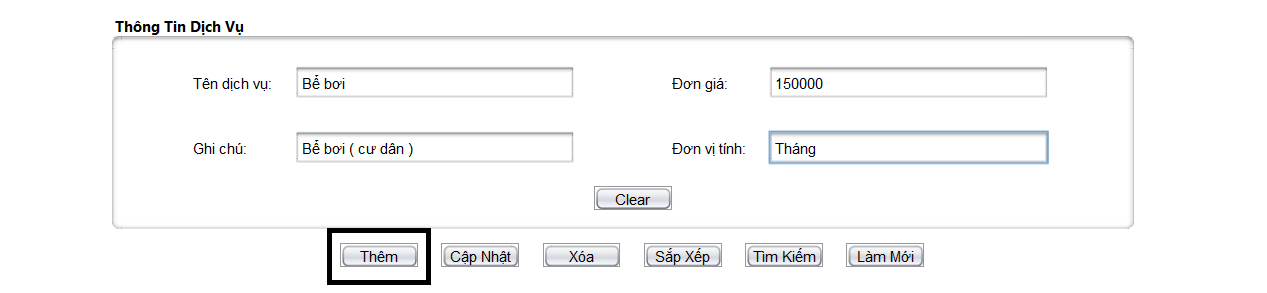 Thông Tin Dịch Vụ
Tên dịch vụ: Bể bơi Đơn giá: 150000
Ghi chú: Bể bơi ( cư dân ) Đơn vị tính: Tháng
Clear
Thêm Cập Nhật Xóa Sắp Xếp Tìm Kiếm Làm Mới